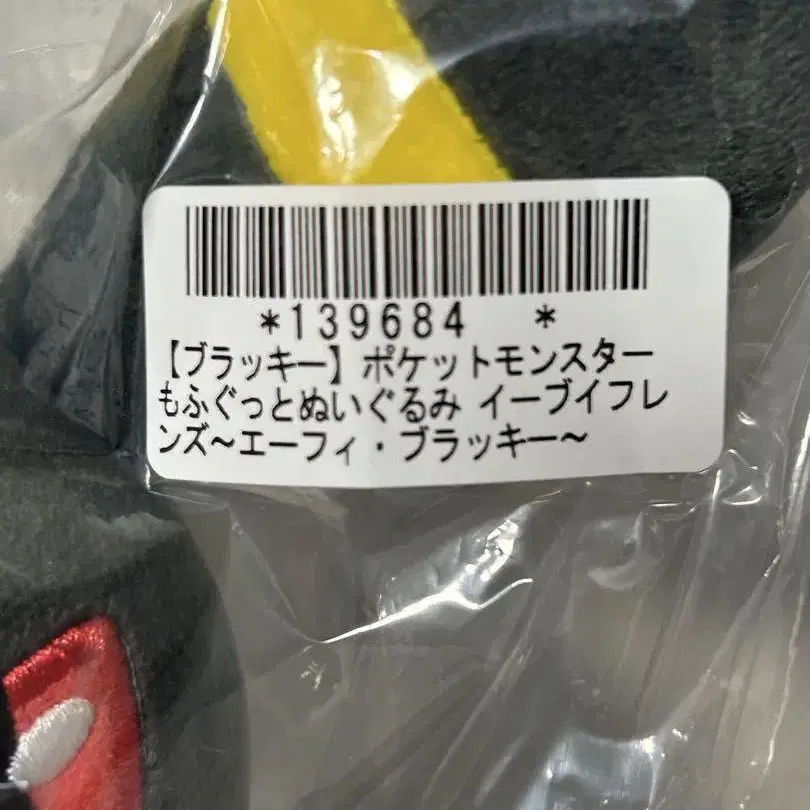 *139684 *
【ブラッキー】ポケットモンスター
もふぐっとぬいぐるみ イーブイフレ
ンズ～エーフィ・ブラッキー～